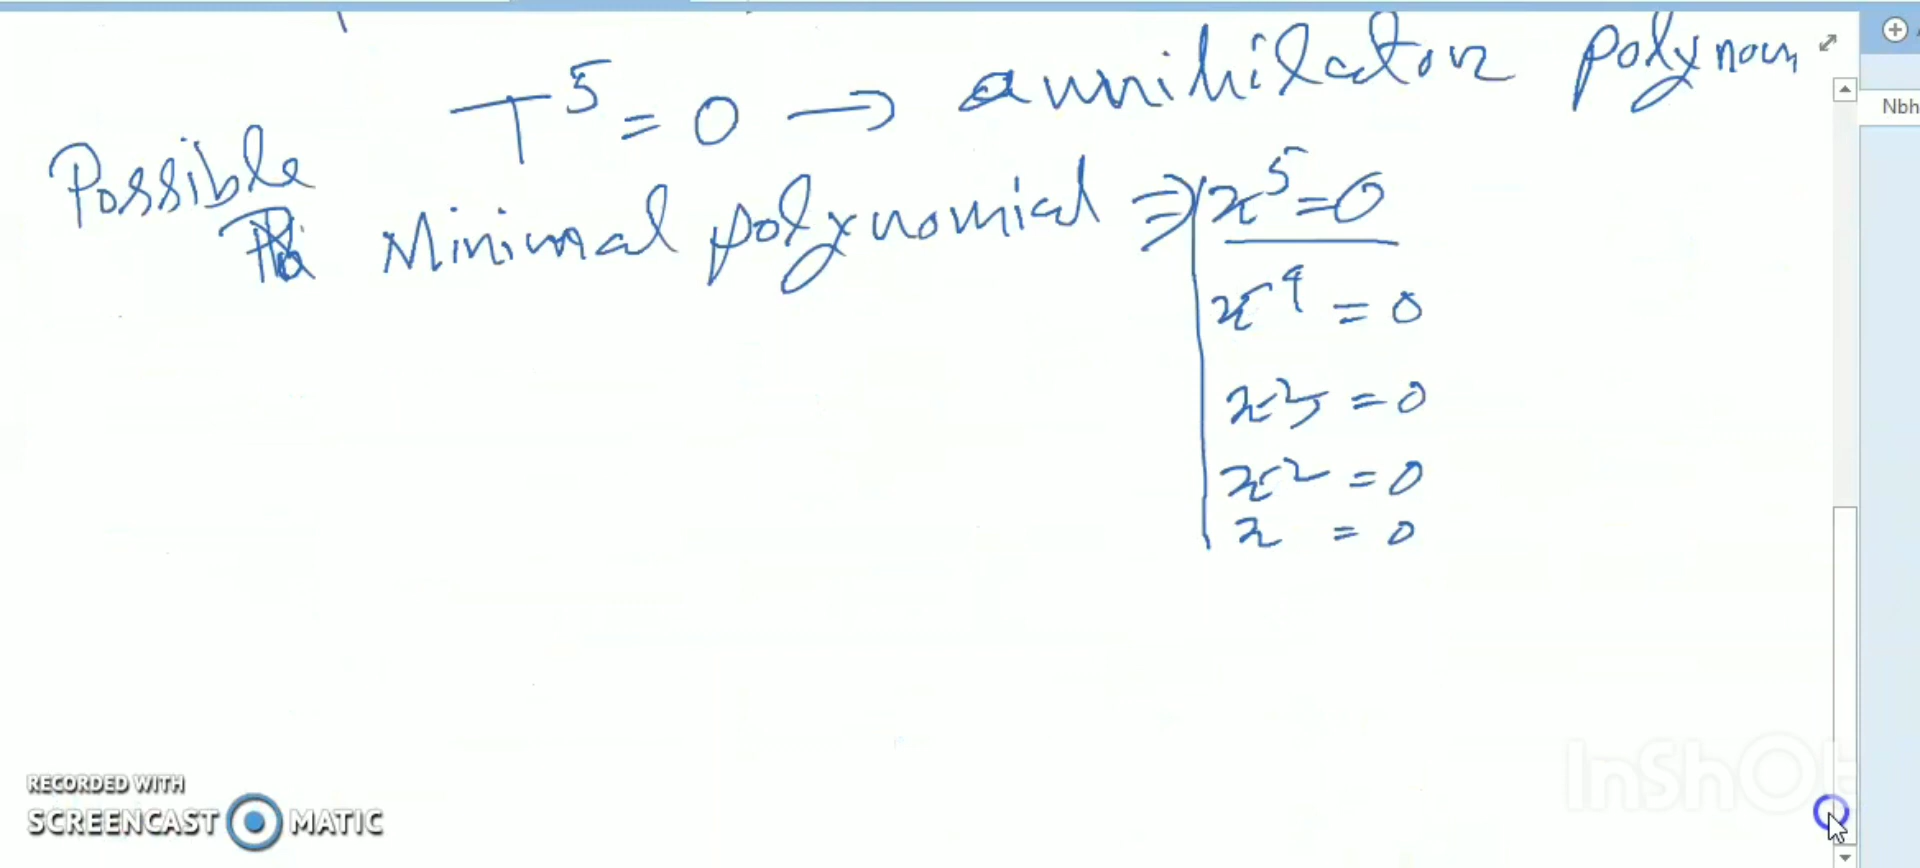 T⁵ = 0 → annihilator polynom
Possible
Minimal polynomial ⇒ x⁵ = 0
x⁴ = 0
x³ = 0
x² = 0
x = 0
Nbh
InShOt
RECORDED WITH
SCREENCAST MATIC